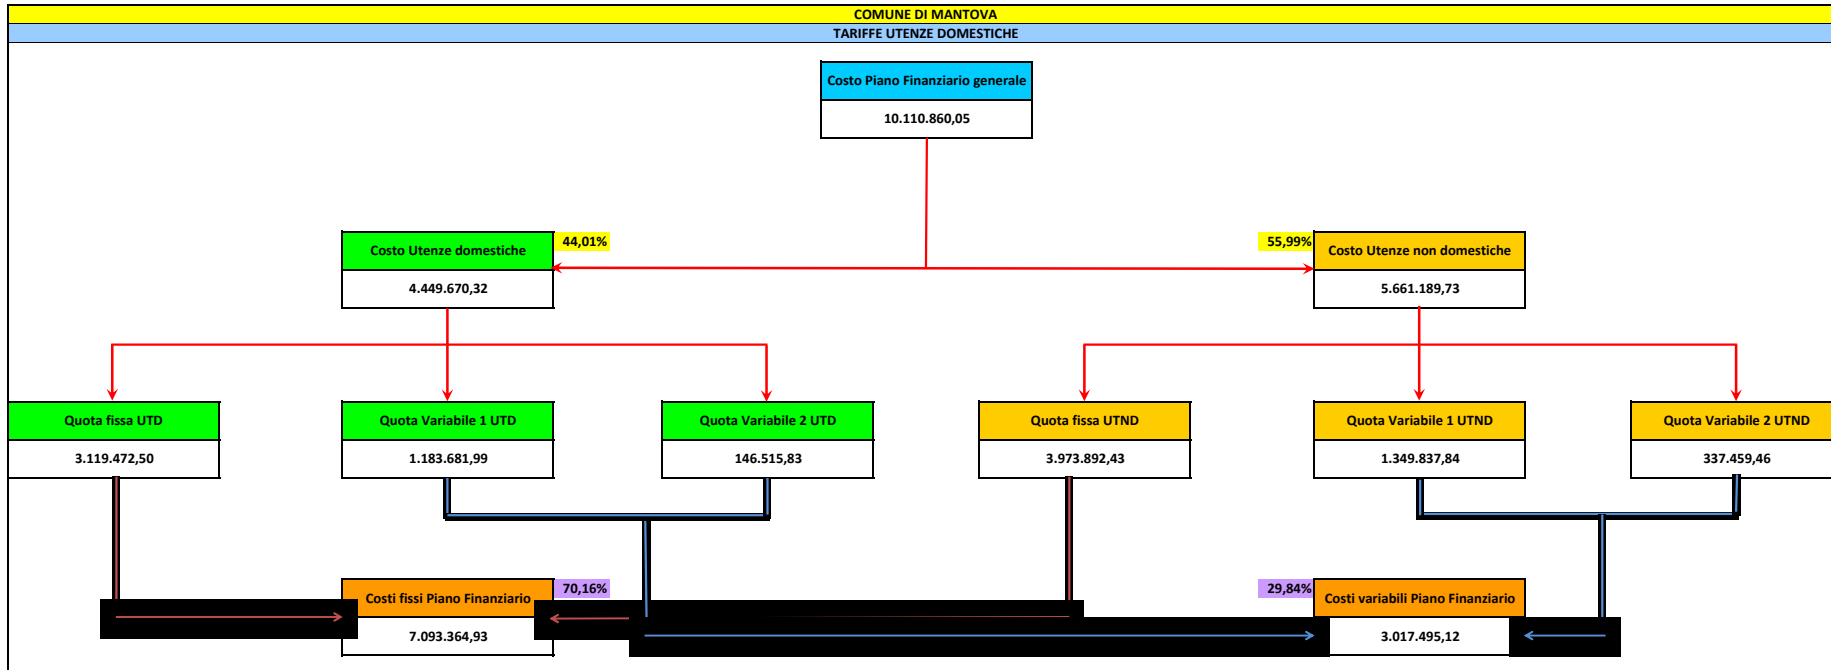 COMUNE DI MANTOVA
TARIFFE UTENZE DOMESTICHE
Costo Piano Finanziario generale
10.110.860,05
Costo Utenze domestiche
44,01%
4.449.670,32
55,99%
Costo Utenze non domestiche
5.661.189,73
Quota fissa UTD
3.119.472,50
Quota Variabile 1 UTD
1.183.681,99
Quota Variabile 2 UTD
146.515,83
Quota fissa UTND
3.973.892,43
Quota Variabile 1 UTND
1.349.837,84
Quota Variabile 2 UTND
337.459,46
Costi fissi Piano Finanziario
70,16%
7.093.364,93
29,84%
Costi variabili Piano Finanziario
3.017.495,12